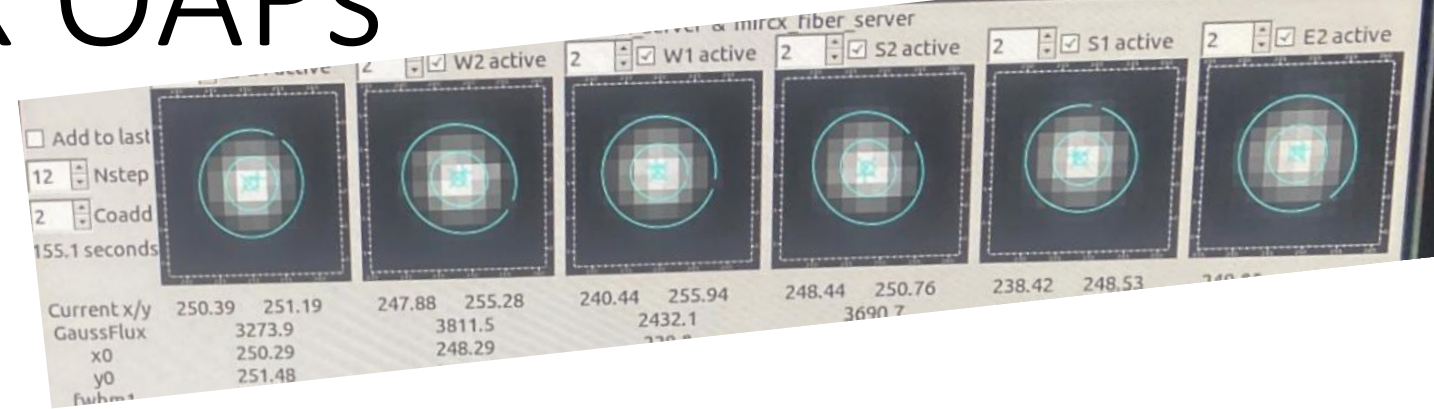 OAPS
& mircx_fiber_server
active 2 W2 active 2 W1 active 2 S2 active 2 S1 active 2 E2 active
Add to last
12 Nstep
2 Coadd
155.1 seconds
Current x/y 250.39 251.19 247.88 255.28 240.44 255.94 248.44 250.76 238.42 248.53
GaussFlux 3273.9 3811.5 2432.1 3690.7
x0 250.29 248.29
y0 251.48
fwhm1